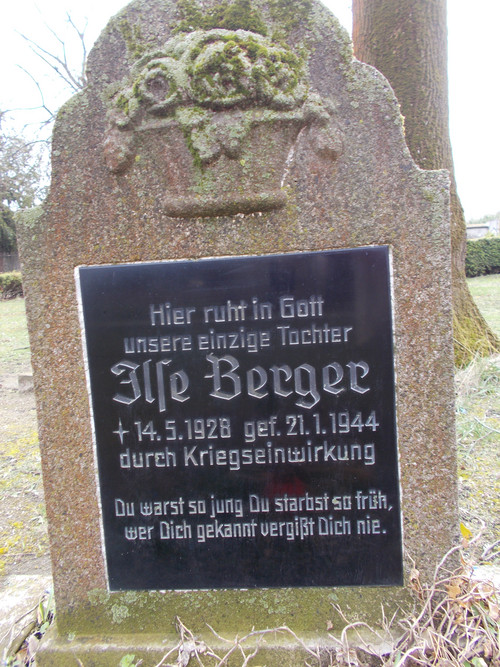 Hier ruht in Gott
unsere einzige Tochter
Ilse Berger
✢ 14.5.1928 gef. 21.1.1944
durch Kriegseinwirkung
Du warst so jung Du starbst so früh,
wer Dich gekannt vergißt Dich nie.